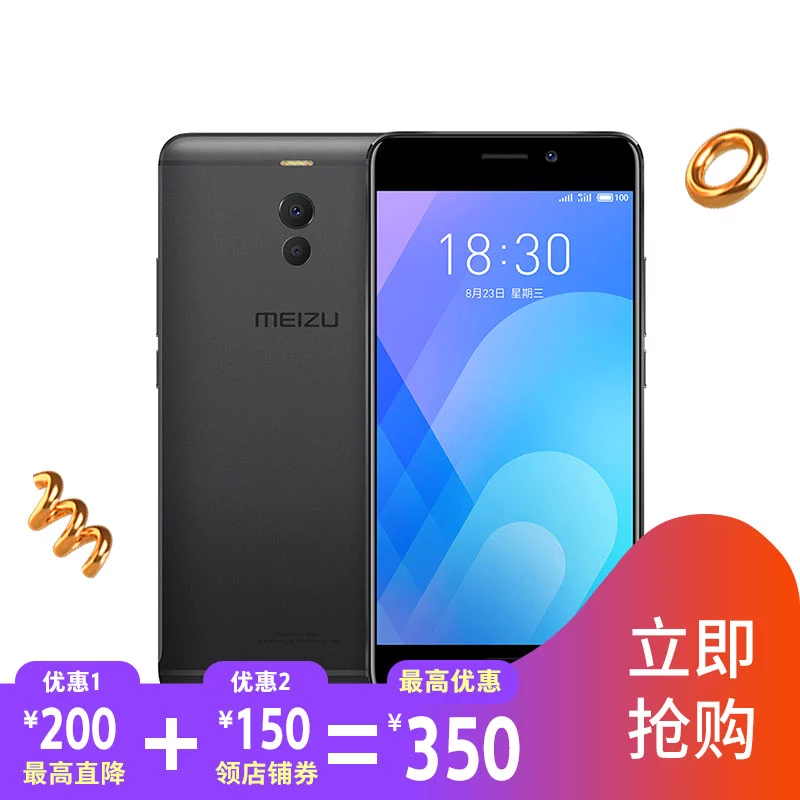 100
18:30
8月23日 星期三
MEIZU
优惠1
¥200
最高直降
+
优惠2
¥150
领店铺券
=
最高优惠
¥350
立即
抢购